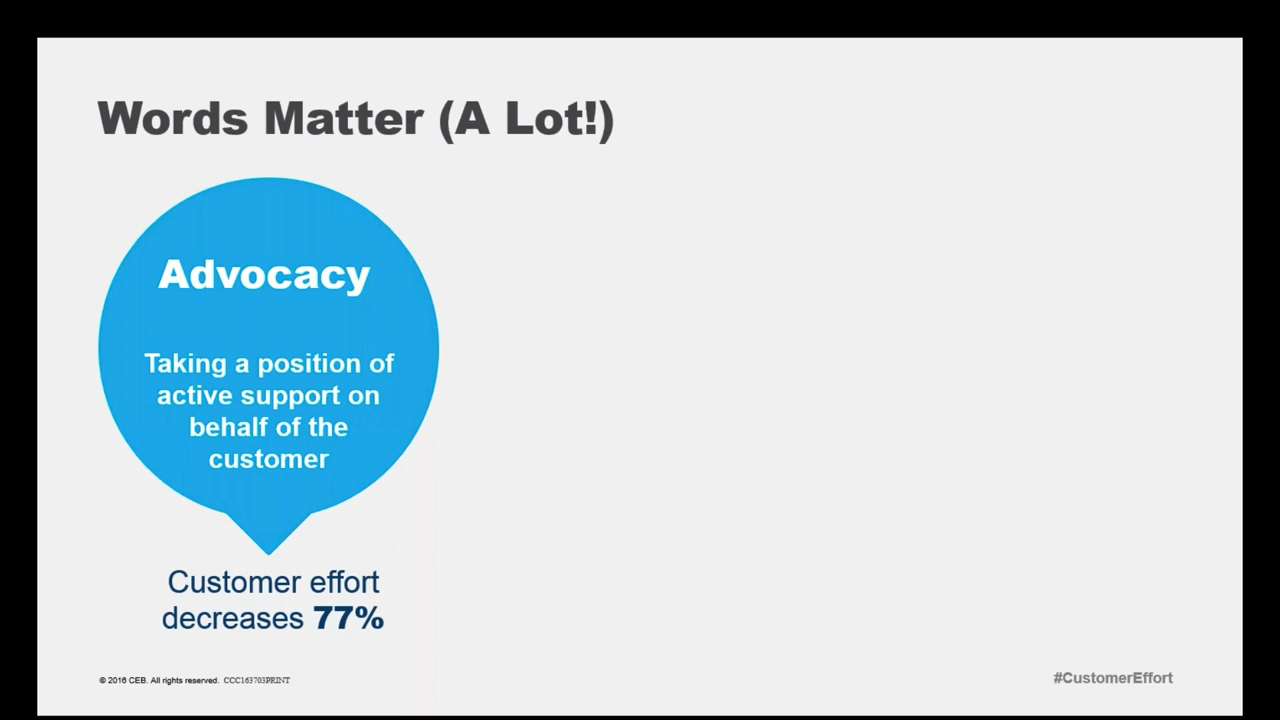 Words Matter (A Lot!)
Advocacy
Taking a position of
active support on
behalf of the
customer
Customer effort
decreases 77%
© 2016 CEB. All rights reserved. CCC163703PRINT
#CustomerEffort